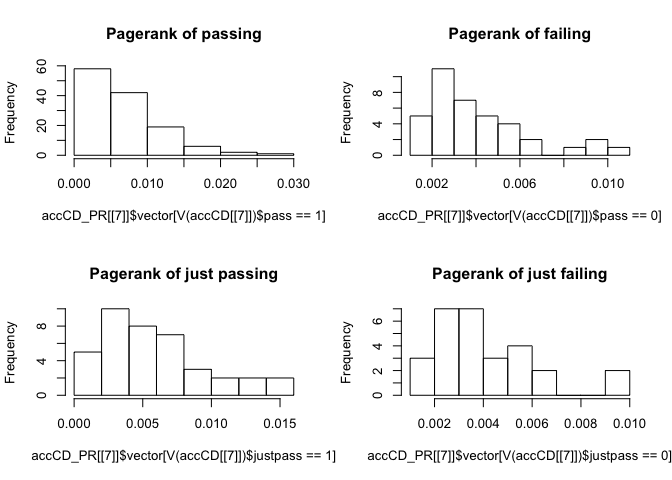 Pagerank of passing
Frequency
0 20 40 60
0.000 0.010 0.020 0.030
accCD_PR[[7]]$vector[V(accCD[[7]])$pass == 1]
Pagerank of failing
Frequency
0 4 8
0.002 0.006 0.010
accCD_PR[[7]]$vector[V(accCD[[7]])$pass == 0]
Pagerank of just passing
Frequency
0 4 8
0.000 0.005 0.010 0.015
accCD_PR[[7]]$vector[V(accCD[[7]])$justpass == 1]
Pagerank of just failing
Frequency
0 2 4 6
0.002 0.004 0.006 0.008 0.010
accCD_PR[[7]]$vector[V(accCD[[7]])$justpass == 0]